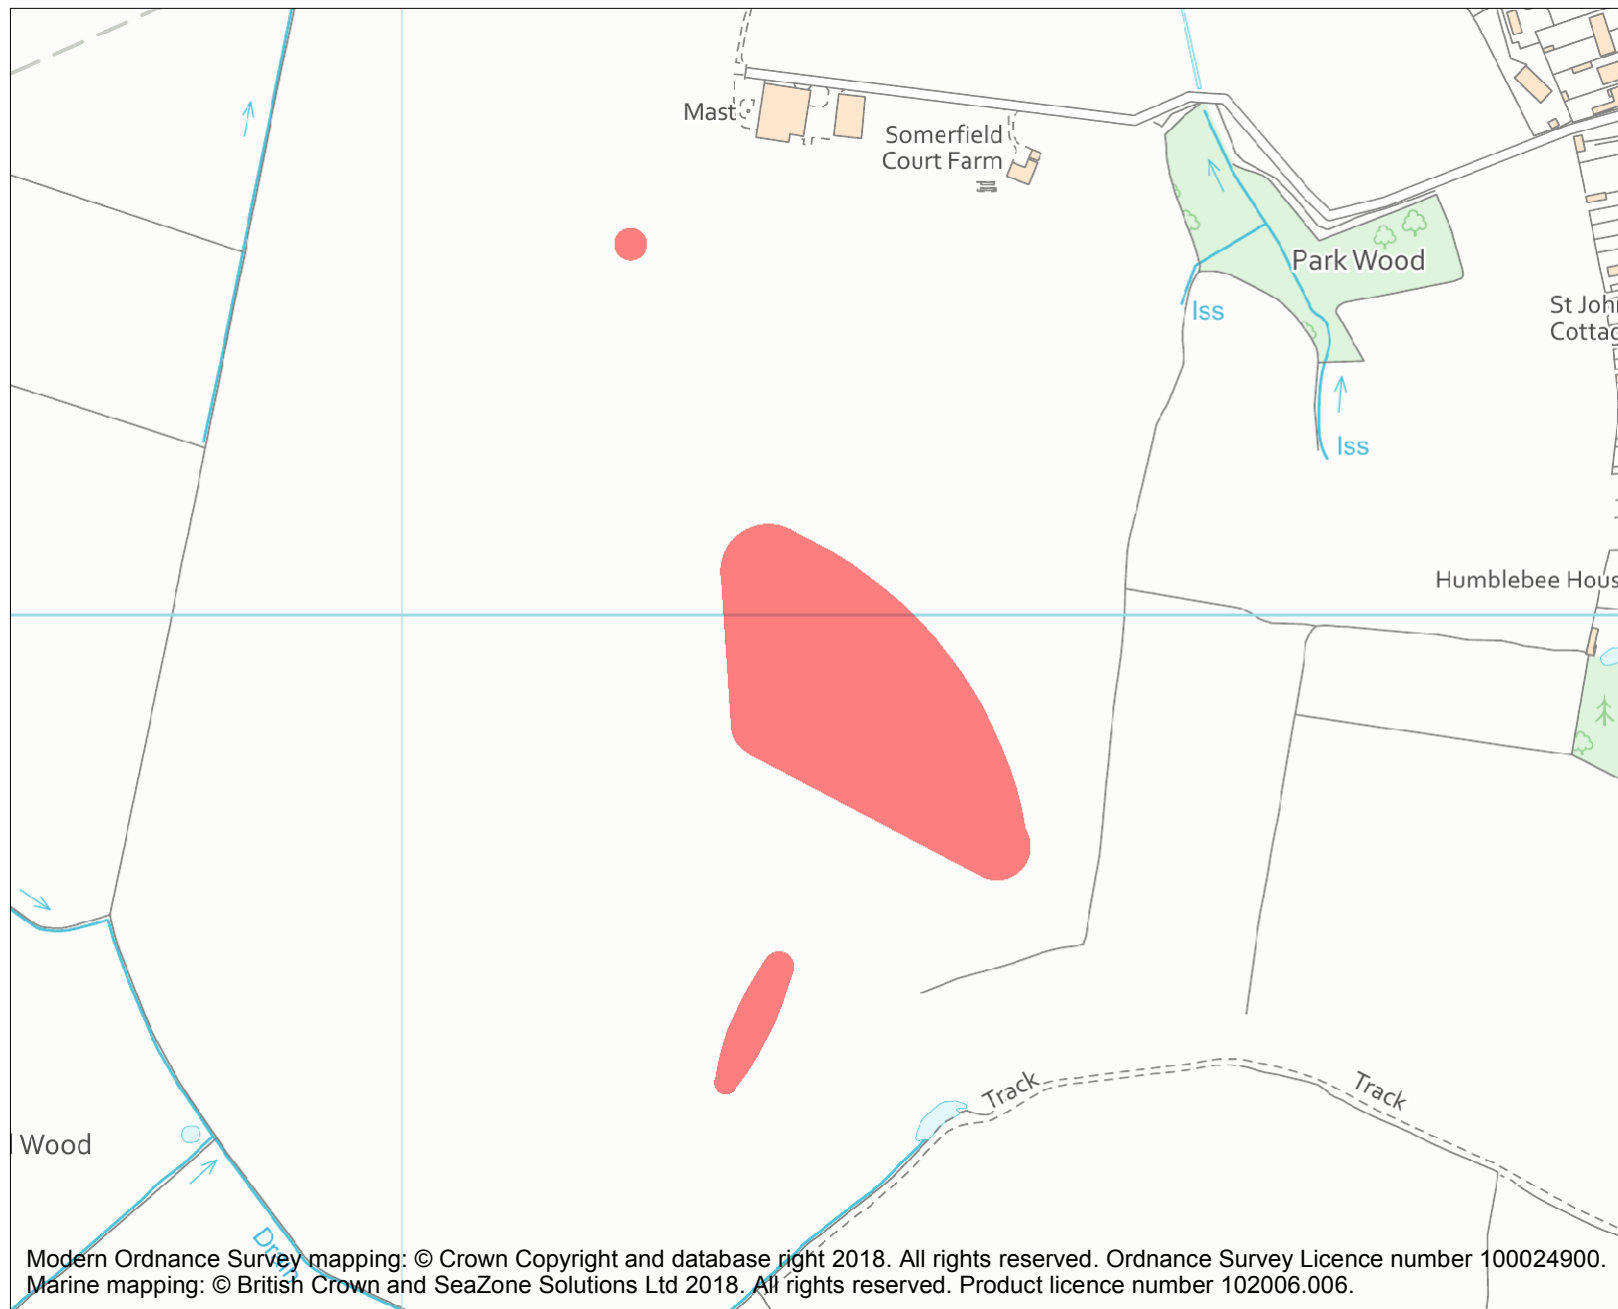 Mast
Somerfield
Court Farm
Park Wood
Iss
St Joh
Cottag
Iss
Humblebee Hous
Track
Track
Wood
Drain
Modern Ordnance Survey mapping: © Crown Copyright and database right 2018. All rights reserved. Ordnance Survey Licence number 100024900.
Marine mapping: © British Crown and SeaZone Solutions Ltd 2018. All rights reserved. Product licence number 102006.006.